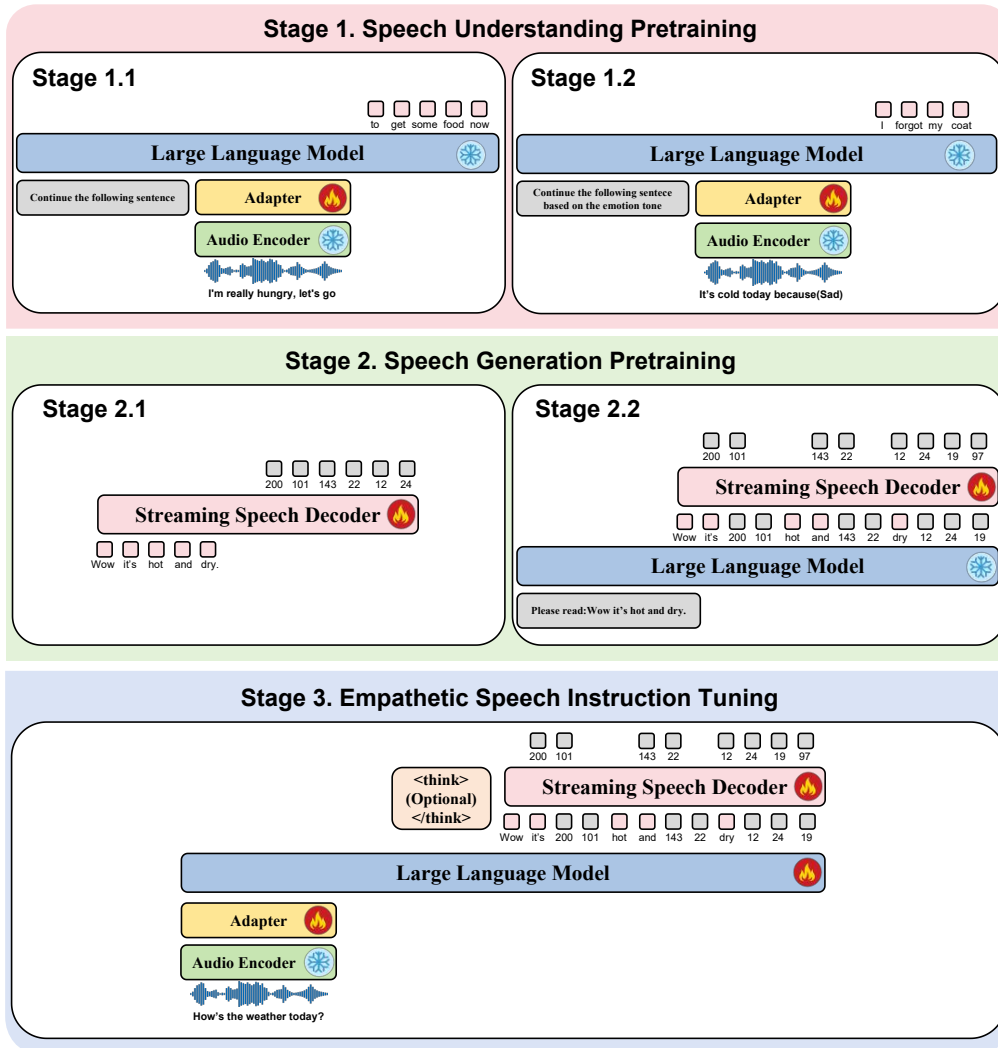 Stage 1. Speech Understanding Pretraining
Stage 1.1
to get some food now
Large Language Model
Continue the following sentence
Adapter
Audio Encoder
I'm really hungry, let's go
Stage 1.2
I forgot my coat
Large Language Model
Continue the following sentece
based on the emotion tone
Adapter
Audio Encoder
It's cold today because(Sad)
Stage 2. Speech Generation Pretraining
Stage 2.1
200 101 143 22 12 24
Streaming Speech Decoder
Wow it's hot and dry.
Stage 2.2
200 101 143 22 12 24 19 97
Streaming Speech Decoder
Wow it's 200 101 hot and 143 22 dry 12 24 19
Large Language Model
Please read:Wow it's hot and dry.
Stage 3. Empathetic Speech Instruction Tuning
200 101 143 22 12 24 19 97
<think>
(Optional)
</think>
Streaming Speech Decoder
Wow it's 200 101 hot and 143 22 dry 12 24 19
Large Language Model
Adapter
Audio Encoder
How's the weather today?